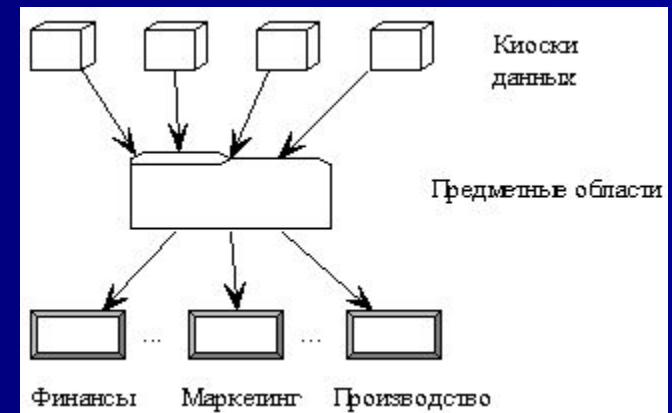 Киоски
данных
Предметные области
... ...
Финансы Маркетинг Производство